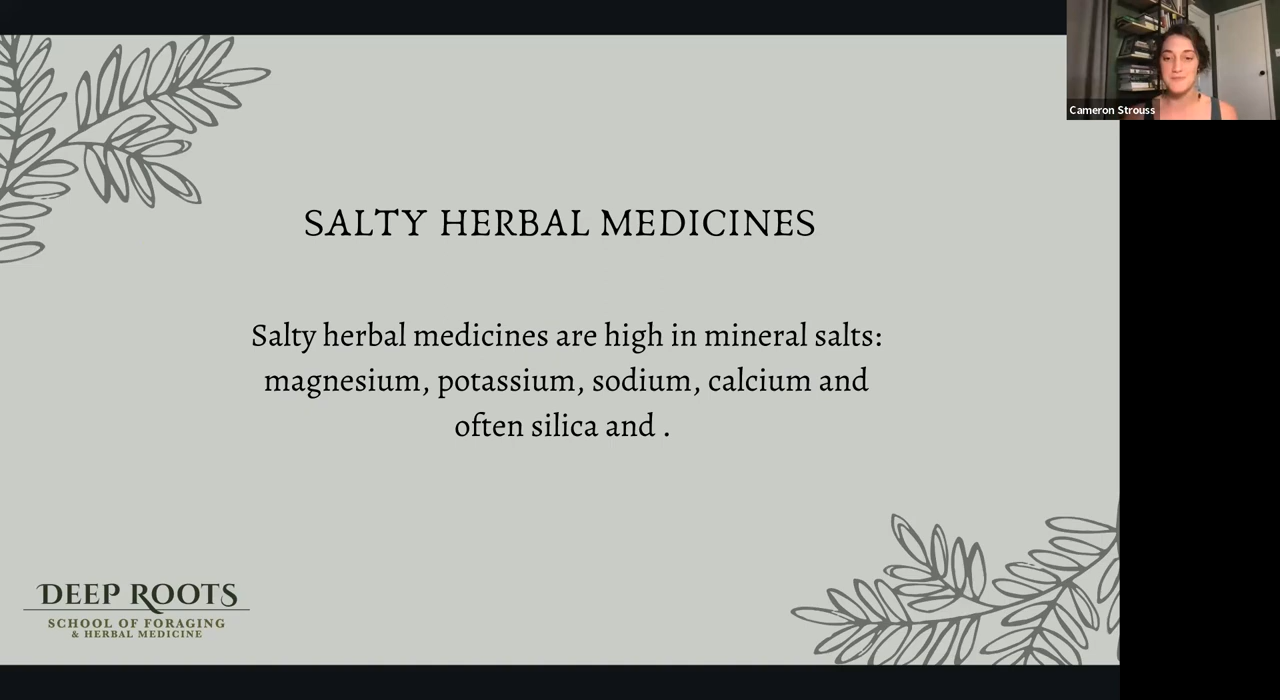 Cameron Strouss
SALTY HERBAL MEDICINES
Salty herbal medicines are high in mineral salts:
magnesium, potassium, sodium, calcium and
often silica and .
DEEP ROOTS
SCHOOL OF FORAGING
& HERBAL MEDICINE